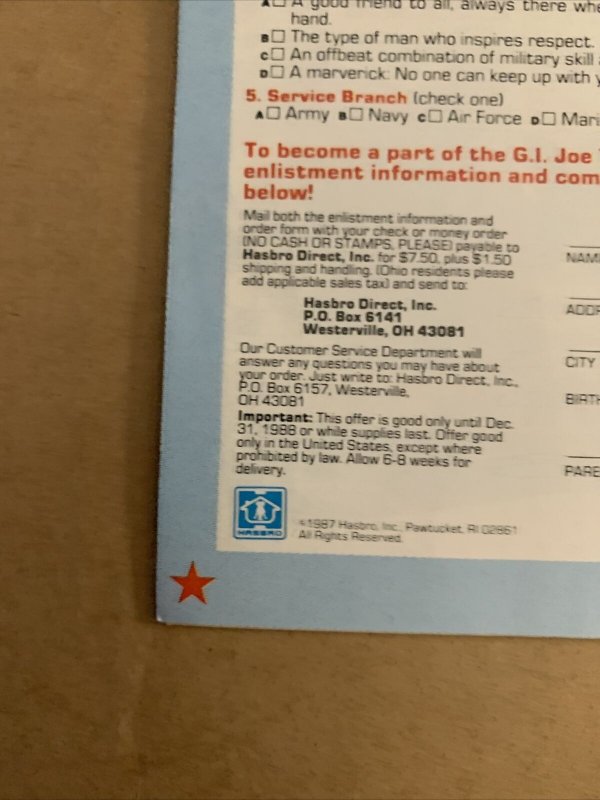 A☐ A good friend to all, always there
hand.
B☐ The type of man who inspires respect.
C☐ An offbeat combination of military skill
D☐ A marverick: No one can keep up with
5. Service Branch (check one)
A☐ Army B☐ Navy C☐ Air Force D☐ Mari
To become a part of the G.I. Joe
enlistment information and com
below!
Mail both the enlistment information and
order form with your check or money order
(NO CASH OR STAMPS, PLEASE) payable to
Hasbro Direct, Inc. for $7.50, plus $1.50
shipping and handling. (Ohio residents please
add applicable sales tax) and send to:
Hasbro Direct, Inc.
P.O. Box 6141
Westerville, OH 43081
Our Customer Service Department will
answer any questions you may have about
your order. Just write to: Hasbro Direct, Inc.,
P.O. Box 6157, Westerville,
OH 43081
Important: This offer is good only until Dec.
31, 1988 or while supplies last. Offer good
only in the United States, except where
prohibited by law. Allow 6-8 weeks for
delivery.
HASBRO
©1987 Hasbro, Inc., Pawtucket, RI 02861
All Rights Reserved.
NAM
ADDR
CITY
BIRTH
PARE